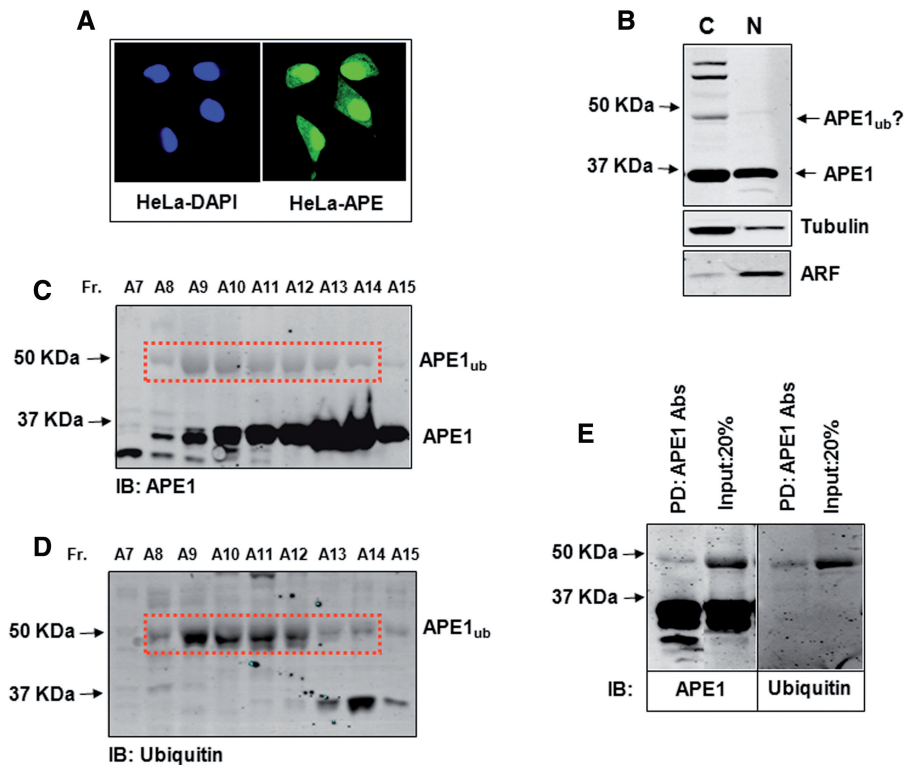 A
HeLa-DAPI HeLa-APE
B
C N
50 KDa
APE1ub?
37 KDa
APE1
Tubulin
ARF
C
Fr. A7 A8 A9 A10 A11 A12 A13 A14 A15
50 KDa
APE1ub
37 KDa
APE1
IB: APE1
D
Fr. A7 A8 A9 A10 A11 A12 A13 A14 A15
50 KDa
APE1ub
37 KDa
IB: Ubiquitin
E
PD: APE1 Abs
Input:20%
PD: APE1 Abs
Input:20%
50 KDa
37 KDa
IB: APE1 Ubiquitin